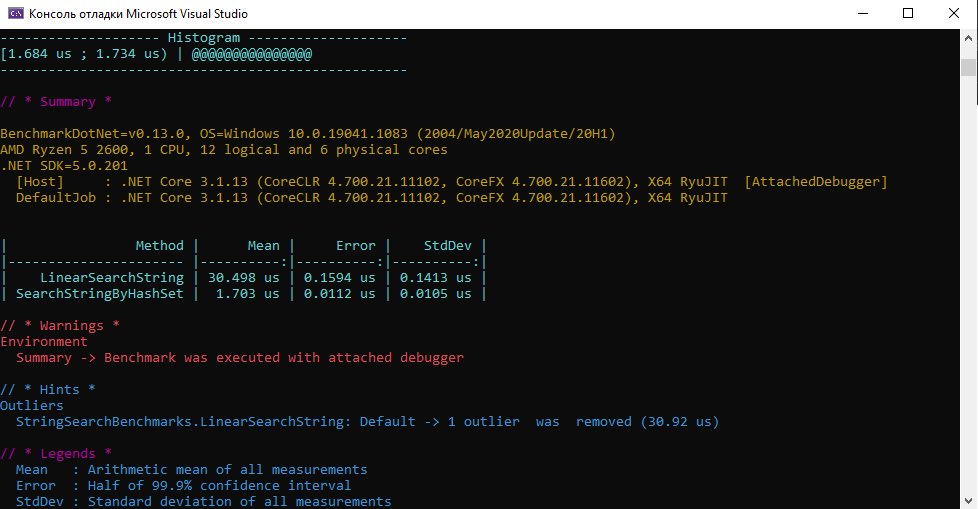 Консоль отладки Microsoft Visual Studio
-------------------- Histogram --------------------
[1.684 us ; 1.734 us) | @@@@@@@@@@@@@@@
---------------------------------------------------
// * Summary *
BenchmarkDotNet=v0.13.0, OS=Windows 10.0.19041.1083 (2004/May2020Update/20H1)
AMD Ryzen 5 2600, 1 CPU, 12 logical and 6 physical cores
.NET SDK=5.0.201
  [Host]     : .NET Core 3.1.13 (CoreCLR 4.700.21.11102, CoreFX 4.700.21.11602), X64 RyuJIT  [AttachedDebugger]
  DefaultJob : .NET Core 3.1.13 (CoreCLR 4.700.21.11102, CoreFX 4.700.21.11602), X64 RyuJIT
|                Method |      Mean |     Error |    StdDev |
|---------------------- |----------:|----------:|----------:|
|    LinearSearchString | 30.498 us | 0.1594 us | 0.1413 us |
| SearchStringByHashSet |  1.703 us | 0.0112 us | 0.0105 us |
// * Warnings *
Environment
  Summary -> Benchmark was executed with attached debugger
// * Hints *
Outliers
  StringSearchBenchmarks.LinearSearchString: Default -> 1 outlier  was  removed (30.92 us)
// * Legends *
  Mean   : Arithmetic mean of all measurements
  Error  : Half of 99.9% confidence interval
  StdDev : Standard deviation of all measurements